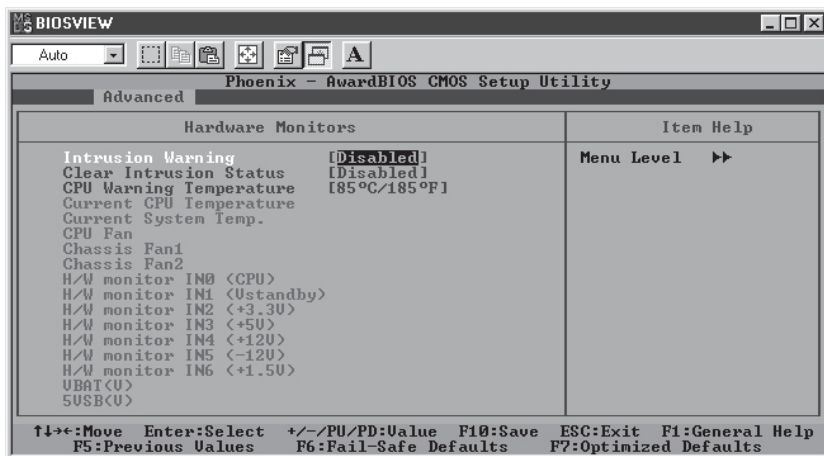 MS
DS BIOSVIEW
Auto
A
Phoenix - AwardBIOS CMOS Setup Utility
Advanced
Hardware Monitors
Item Help
Intrusion Warning [Disabled]
Menu Level ▶▶
Clear Intrusion Status [Disabled]
CPU Warning Temperature [85ºC/185ºF]
Current CPU Temperature
Current System Temp.
CPU Fan
Chassis Fan1
Chassis Fan2
H/W monitor IN0 (CPU)
H/W monitor IN1 (Vstandby)
H/W monitor IN2 (+3.3V)
H/W monitor IN3 (+5V)
H/W monitor IN4 (+12V)
H/W monitor IN5 (-12V)
H/W monitor IN6 (+1.5V)
VBAT(V)
5VSB(V)
↑↓→←:Move Enter:Select +/-/PU/PD:Value F10:Save ESC:Exit F1:General Help
F5:Previous Values F6:Fail-Safe Defaults F7:Optimized Defaults